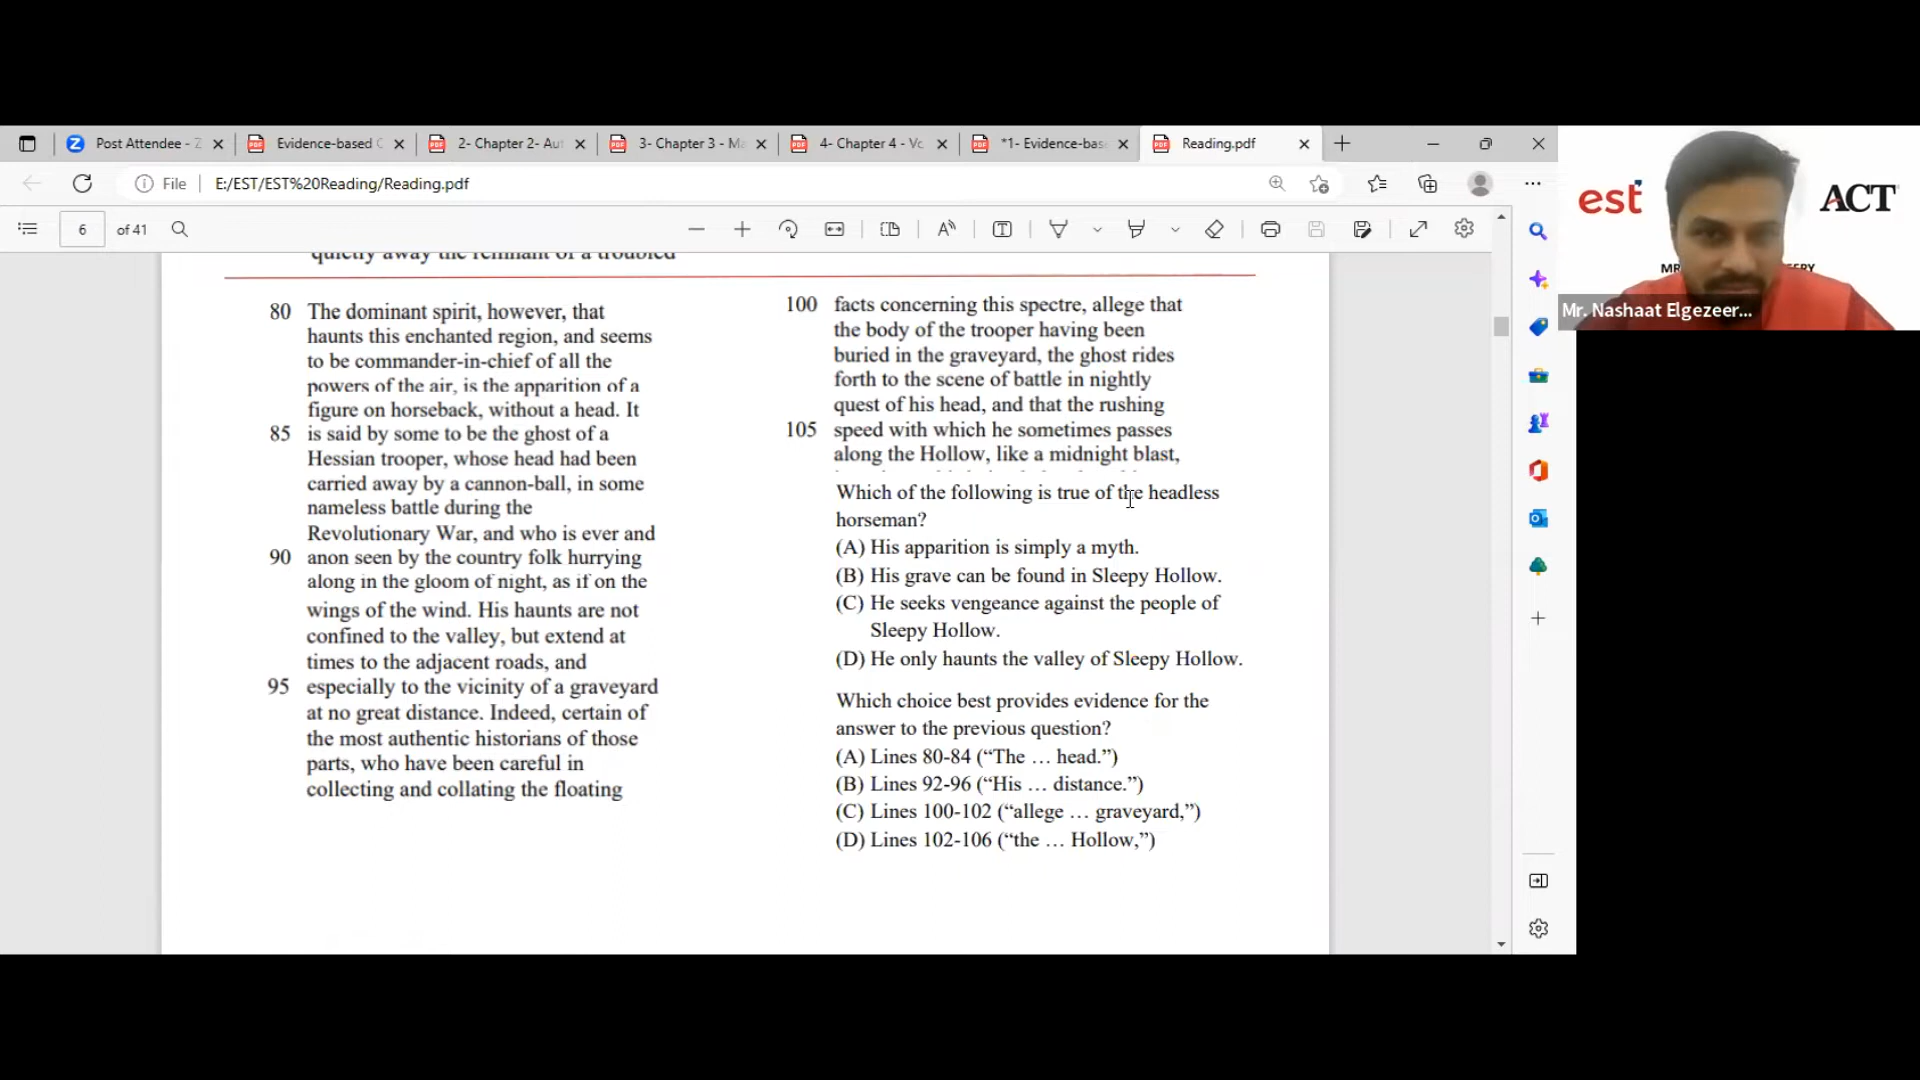 Post Attendee - Z
Evidence-based C
2- Chapter 2- Aut
3- Chapter 3 - Ma
4- Chapter 4 - Vc
*1- Evidence-bas
Reading.pdf
File
E:/EST/EST%20Reading/Reading.pdf
6
of 41
quietly away the remnant of a troubled
80 The dominant spirit, however, that
haunts this enchanted region, and seems
to be commander-in-chief of all the
powers of the air, is the apparition of a
figure on horseback, without a head. It
85 is said by some to be the ghost of a
Hessian trooper, whose head had been
carried away by a cannon-ball, in some
nameless battle during the
Revolutionary War, and who is ever and
90 anon seen by the country folk hurrying
along in the gloom of night, as if on the
wings of the wind. His haunts are not
confined to the valley, but extend at
times to the adjacent roads, and
95 especially to the vicinity of a graveyard
at no great distance. Indeed, certain of
the most authentic historians of those
parts, who have been careful in
collecting and collating the floating
100 facts concerning this spectre, allege that
the body of the trooper having been
buried in the graveyard, the ghost rides
forth to the scene of battle in nightly
quest of his head, and that the rushing
105 speed with which he sometimes passes
along the Hollow, like a midnight blast,
Which of the following is true of the headless
horseman?
(A) His apparition is simply a myth.
(B) His grave can be found in Sleepy Hollow.
(C) He seeks vengeance against the people of
Sleepy Hollow.
(D) He only haunts the valley of Sleepy Hollow.
Which choice best provides evidence for the
answer to the previous question?
(A) Lines 80-84 (“The … head.”)
(B) Lines 92-96 (“His … distance.”)
(C) Lines 100-102 (“allege … graveyard,”)
(D) Lines 102-106 (“the … Hollow,”)
est
ACT
Mr. Nashaat Elgezeer...